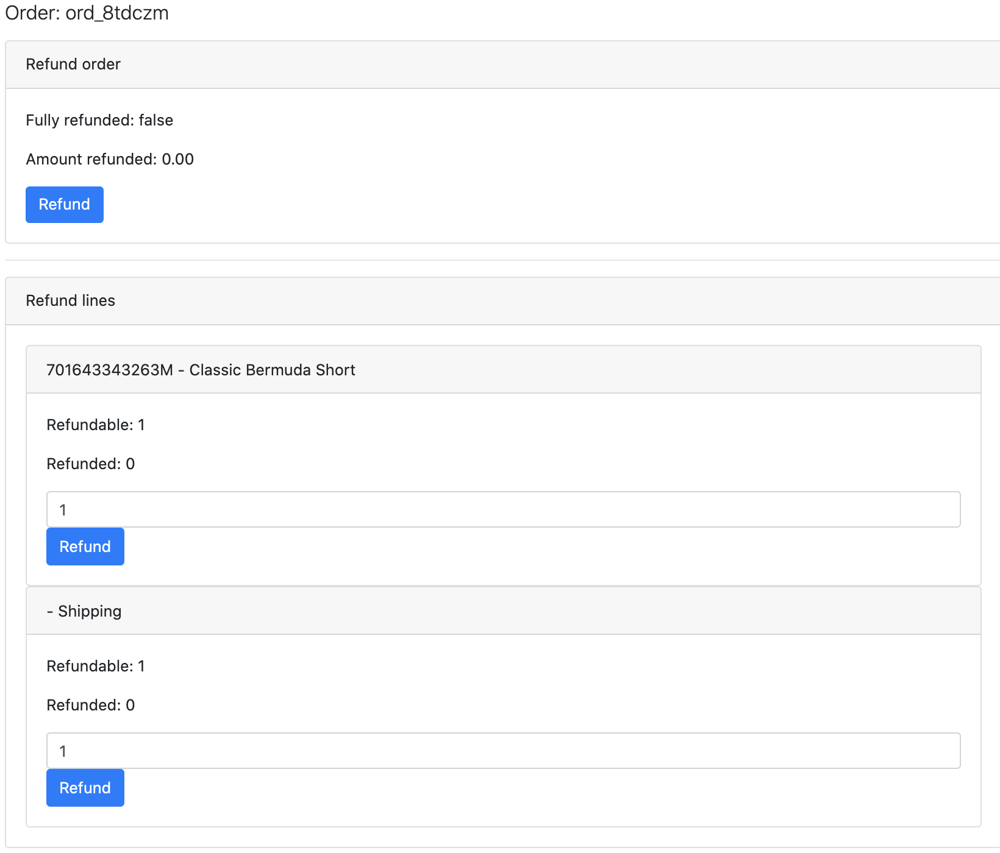 Order: ord_8tdczm
Refund order
Fully refunded: false
Amount refunded: 0.00
Refund
Refund lines
701643343263M - Classic Bermuda Short
Refundable: 1
Refunded: 0
1
Refund
- Shipping
Refundable: 1
Refunded: 0
1
Refund